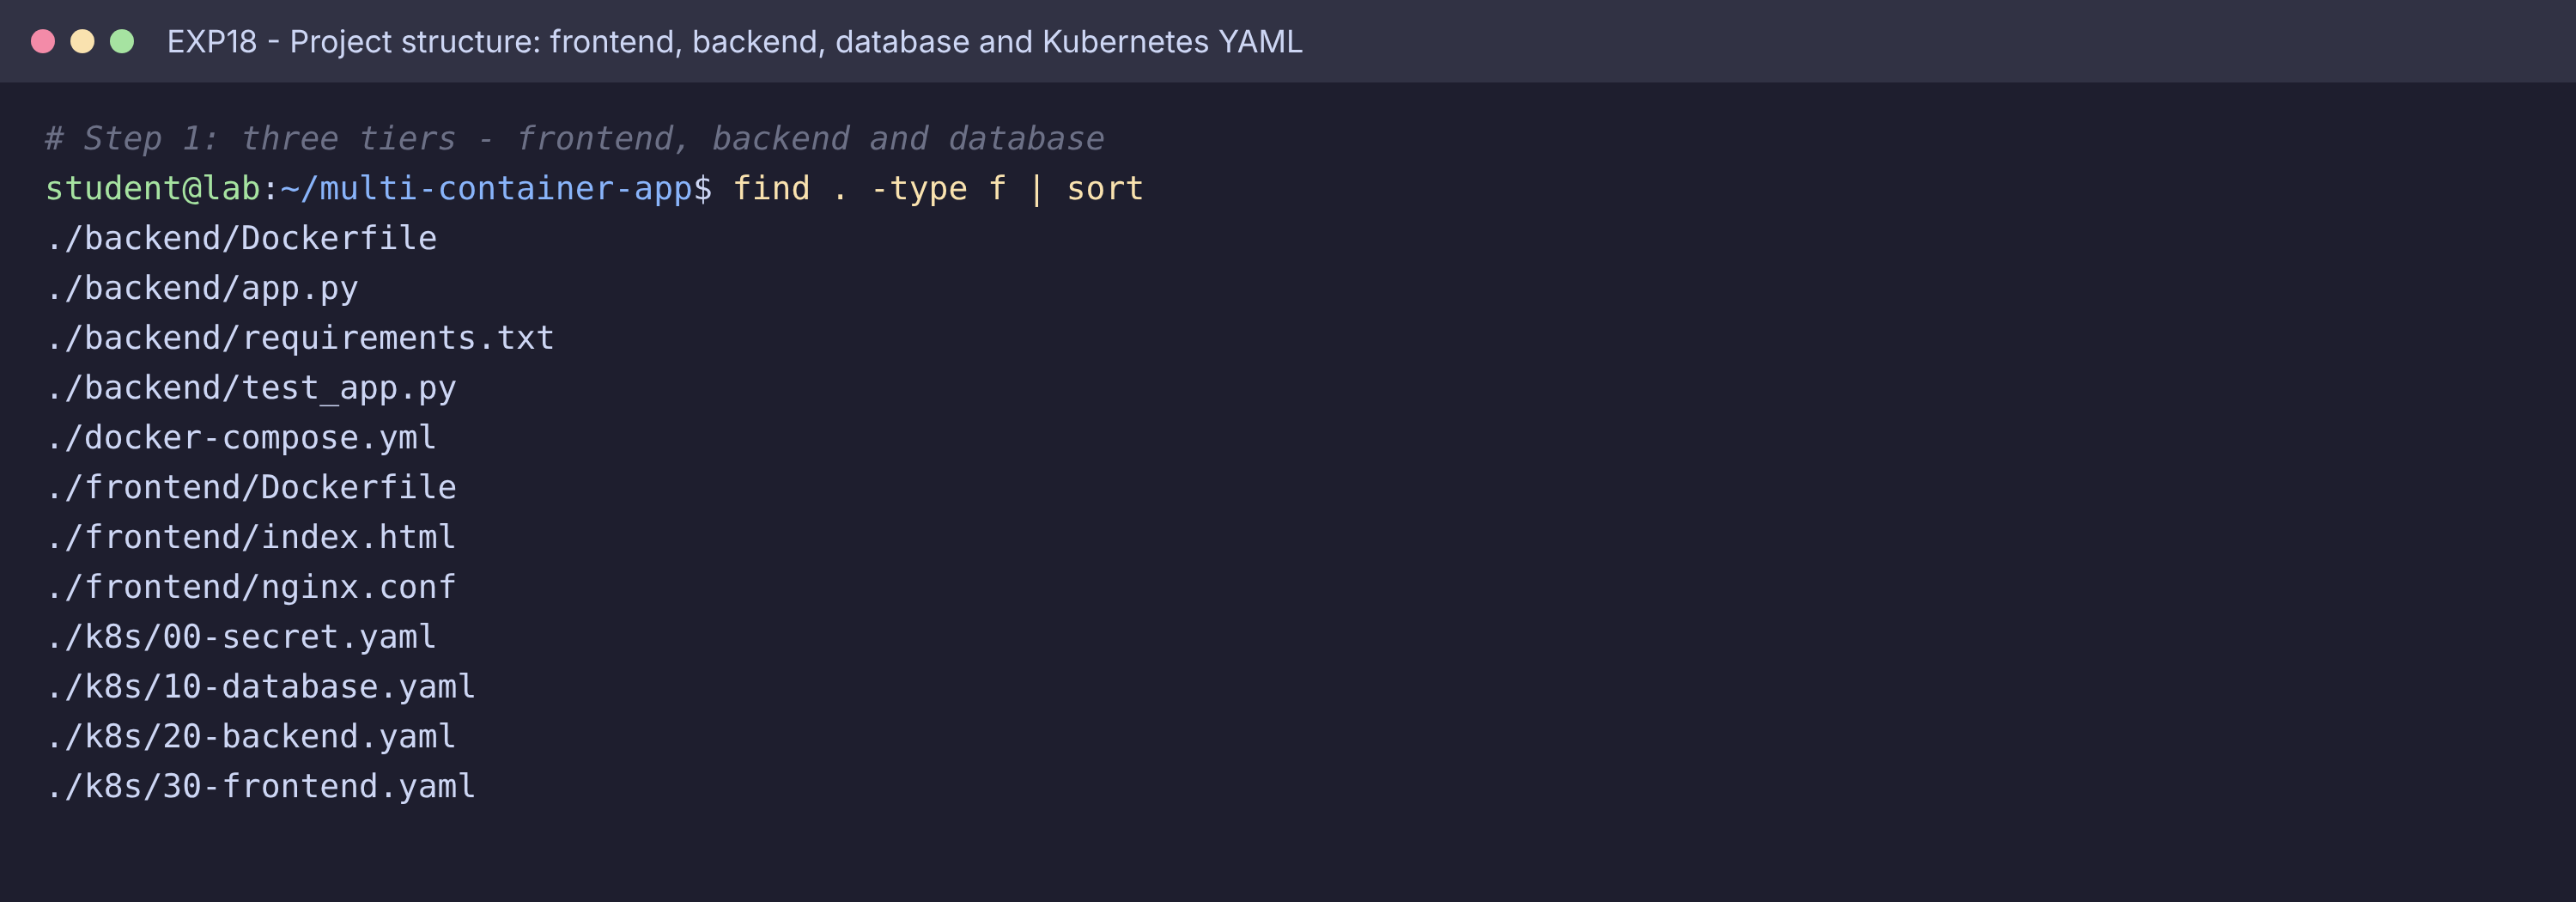 EXP18 - Project structure: frontend, backend, database and Kubernetes YAML
# Step 1: three tiers - frontend, backend and database
student@lab:~/multi-container-app$ find . -type f | sort
./backend/Dockerfile
./backend/app.py
./backend/requirements.txt
./backend/test_app.py
./docker-compose.yml
./frontend/Dockerfile
./frontend/index.html
./frontend/nginx.conf
./k8s/00-secret.yaml
./k8s/10-database.yaml
./k8s/20-backend.yaml
./k8s/30-frontend.yaml